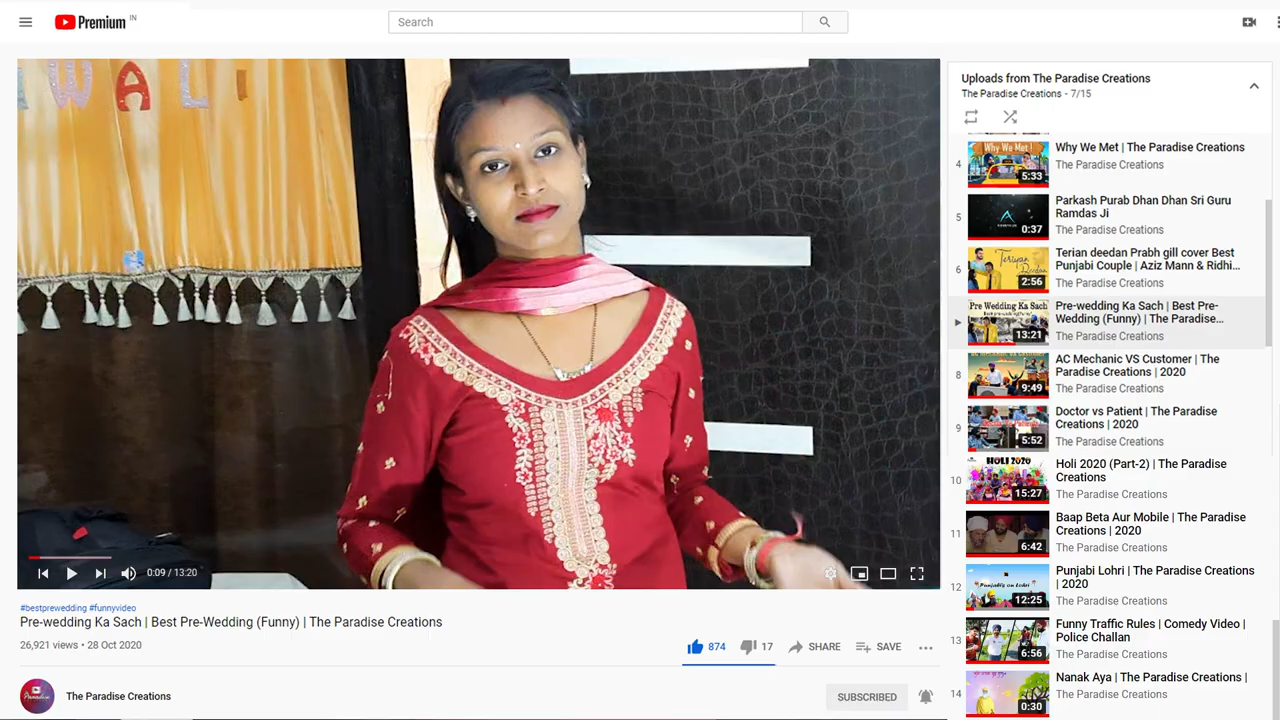 Premium IN
Search
WALI
0:09 / 13:20
#bestprewedding #funnyvideo
Pre-wedding Ka Sach | Best Pre-Wedding (Funny) | The Paradise Creations
26,921 views • 28 Oct 2020
874
17
SHARE
SAVE
The Paradise Creations
SUBSCRIBED
Uploads from The Paradise Creations
The Paradise Creations - 7/15
4
Why We Met !
5:33
Why We Met | The Paradise Creations
The Paradise Creations
5
0:37
Parkash Purab Dhan Dhan Sri Guru
Ramdas Ji
The Paradise Creations
6
Teriyan
Deedan
2:56
Terian deedan Prabh gill cover Best
Punjabi Couple | Aziz Mann & Ridhi...
The Paradise Creations
Pre Wedding Ka Sach
13:21
Pre-wedding Ka Sach | Best Pre-
Wedding (Funny) | The Paradise...
The Paradise Creations
8
AC MECHANIC VS CUSTOMER
9:49
AC Mechanic VS Customer | The
Paradise Creations | 2020
The Paradise Creations
9
5:52
Doctor vs Patient | The Paradise
Creations | 2020
The Paradise Creations
10
HOLI 2020
15:27
Holi 2020 (Part-2) | The Paradise
Creations
The Paradise Creations
11
6:42
Baap Beta Aur Mobile | The Paradise
Creations | 2020
The Paradise Creations
12
Punjabis on Lohri
12:25
Punjabi Lohri | The Paradise Creations
| 2020
The Paradise Creations
13
6:56
Funny Traffic Rules | Comedy Video |
Police Challan
The Paradise Creations
14
0:30
Nanak Aya | The Paradise Creations |
The Paradise Creations